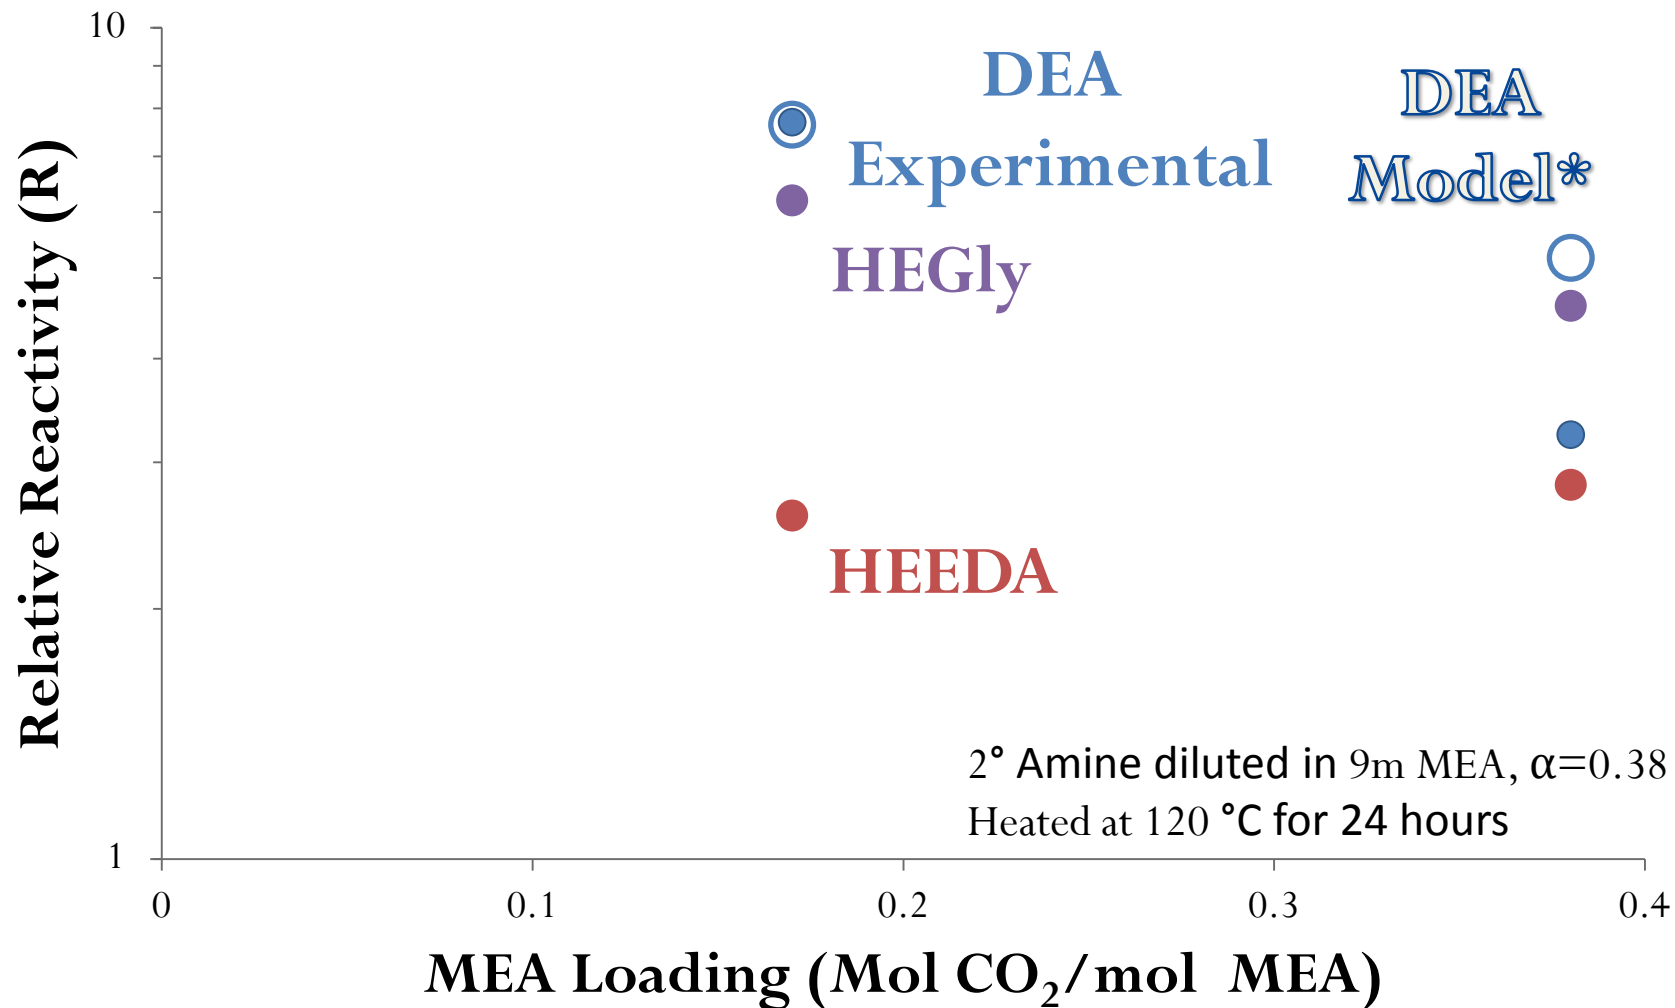 10
DEA
Experimental
DEA
Model*
HEGly
HEEDA
Relative Reactivity (R)
2° Amine diluted in 9m MEA, α=0.38
Heated at 120 °C for 24 hours
1
0 0.1 0.2 0.3 0.4
MEA Loading (Mol CO₂/mol MEA)